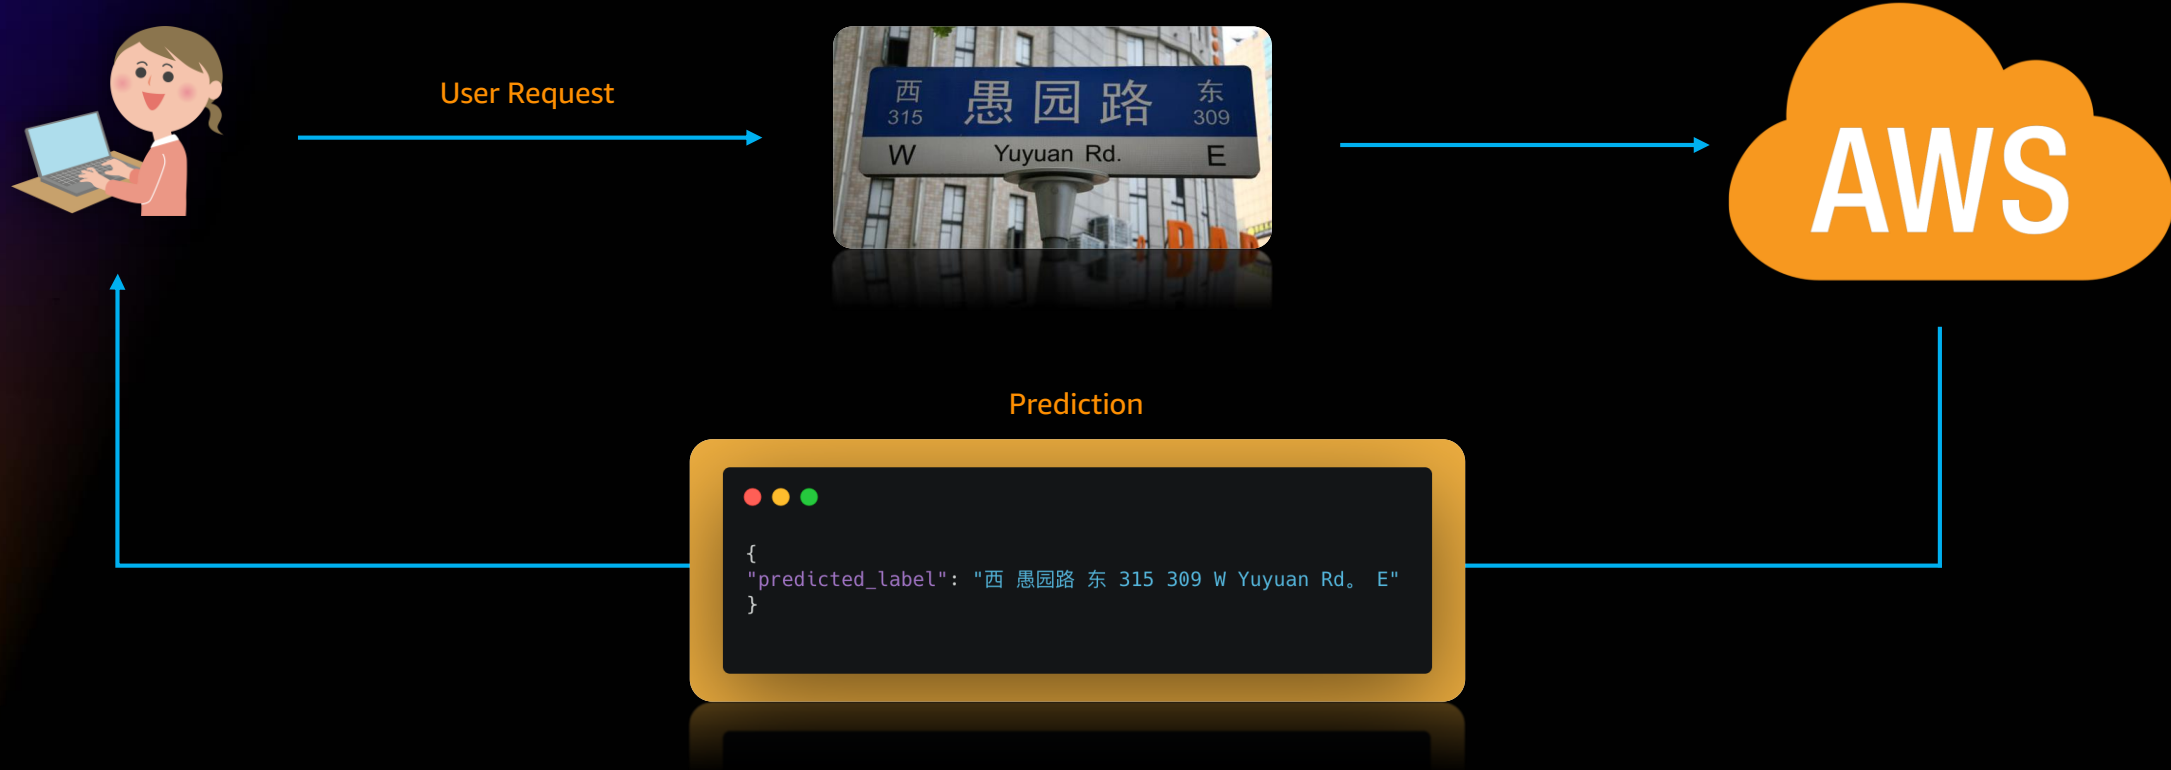 User Request
西 愚园路 东
315 309
W Yuyuan Rd. E
AWS
Prediction
{
"predicted_label": "西 愚园路 东 315 309 W Yuyuan Rd。 E"
}